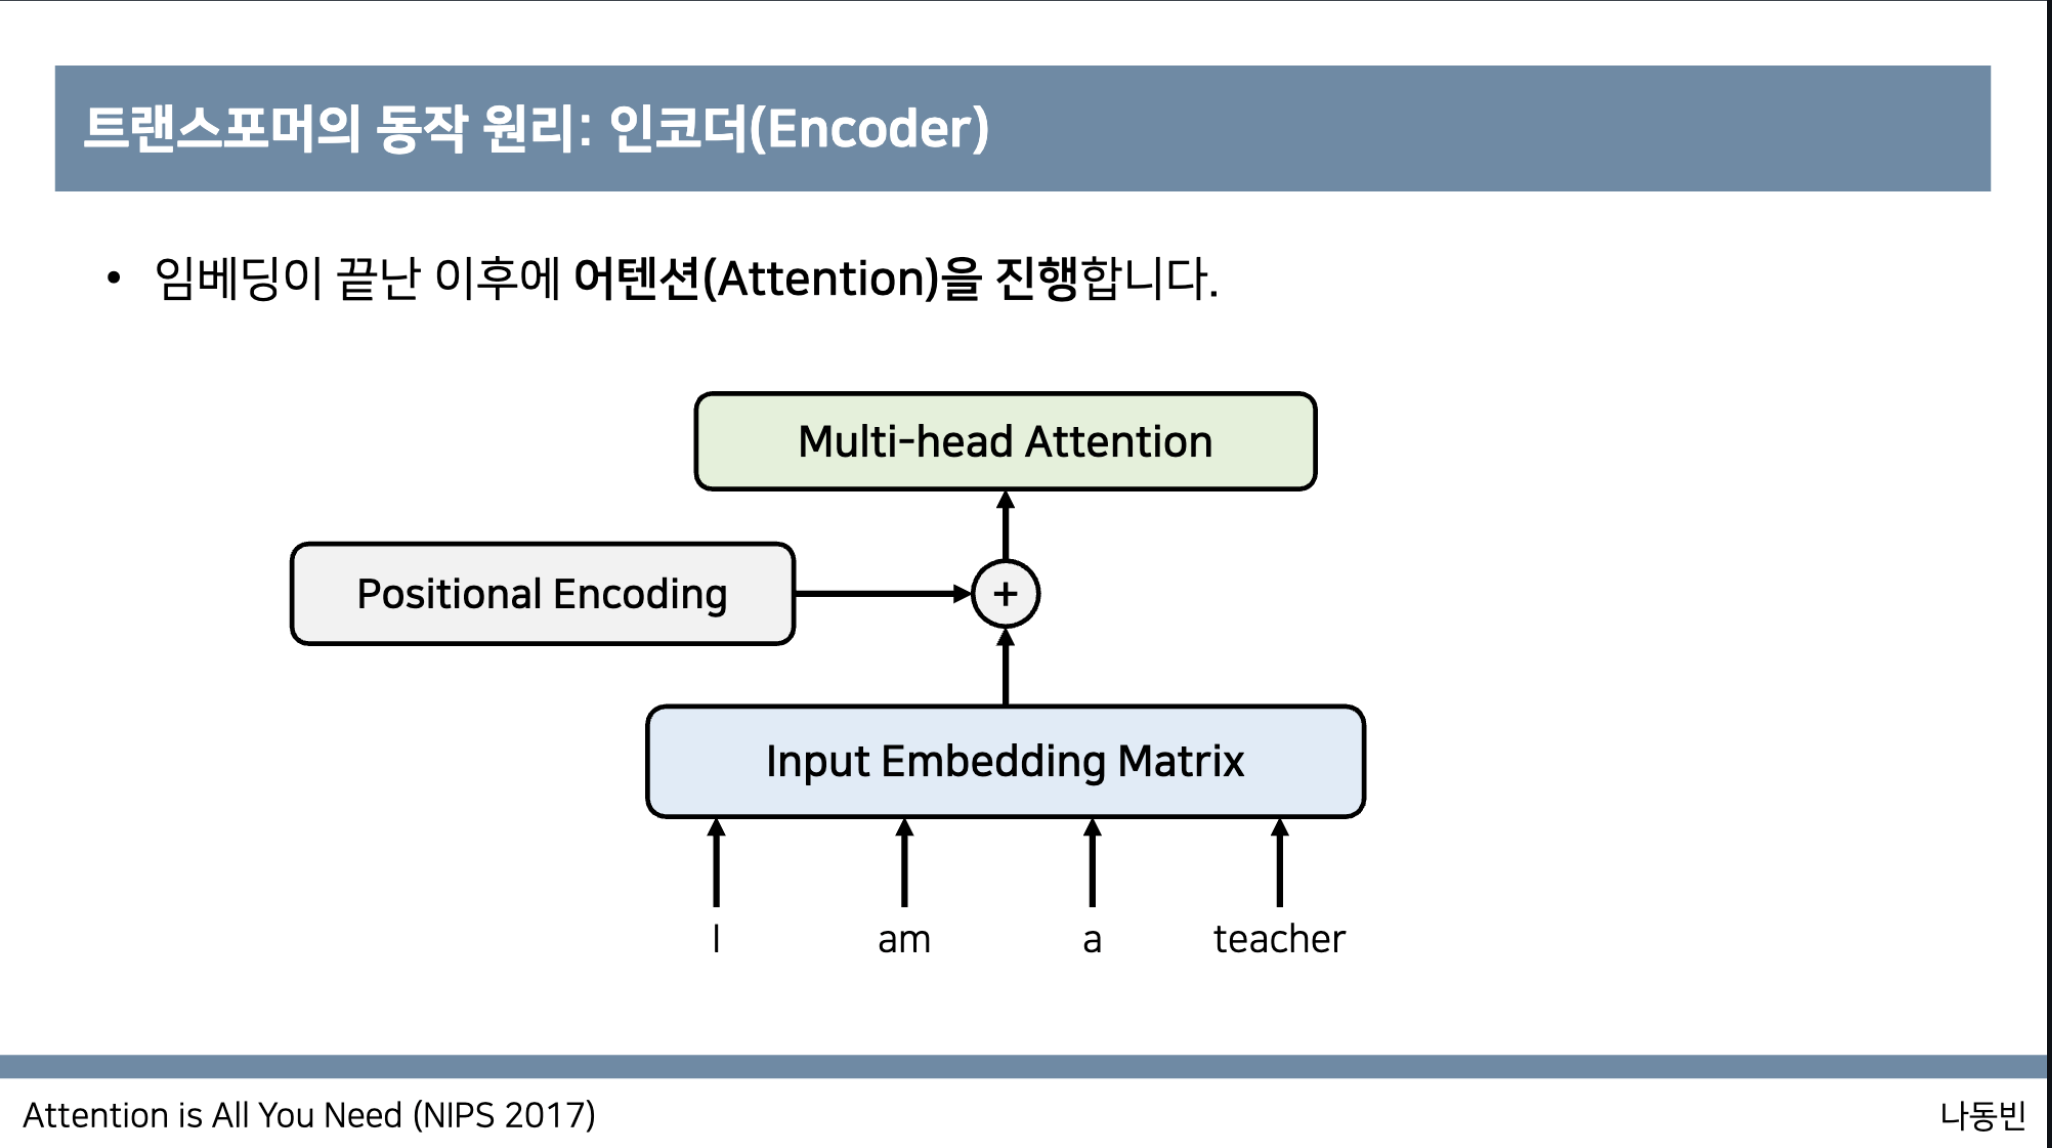 트랜스포머의 동작 원리: 인코더(Encoder)
• 임베딩이 끝난 이후에 어텐션(Attention)을 진행합니다.
Multi-head Attention
Positional Encoding
+
Input Embedding Matrix
I am a teacher
Attention is All You Need (NIPS 2017)
나동빈